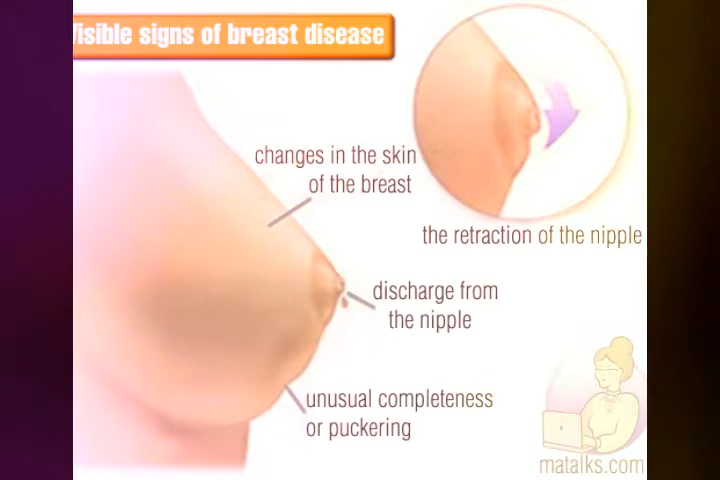 Visible signs of breast disease
changes in the skin
of the breast
the retraction of the nipple
discharge from
the nipple
unusual completeness
or puckering
matalks.com